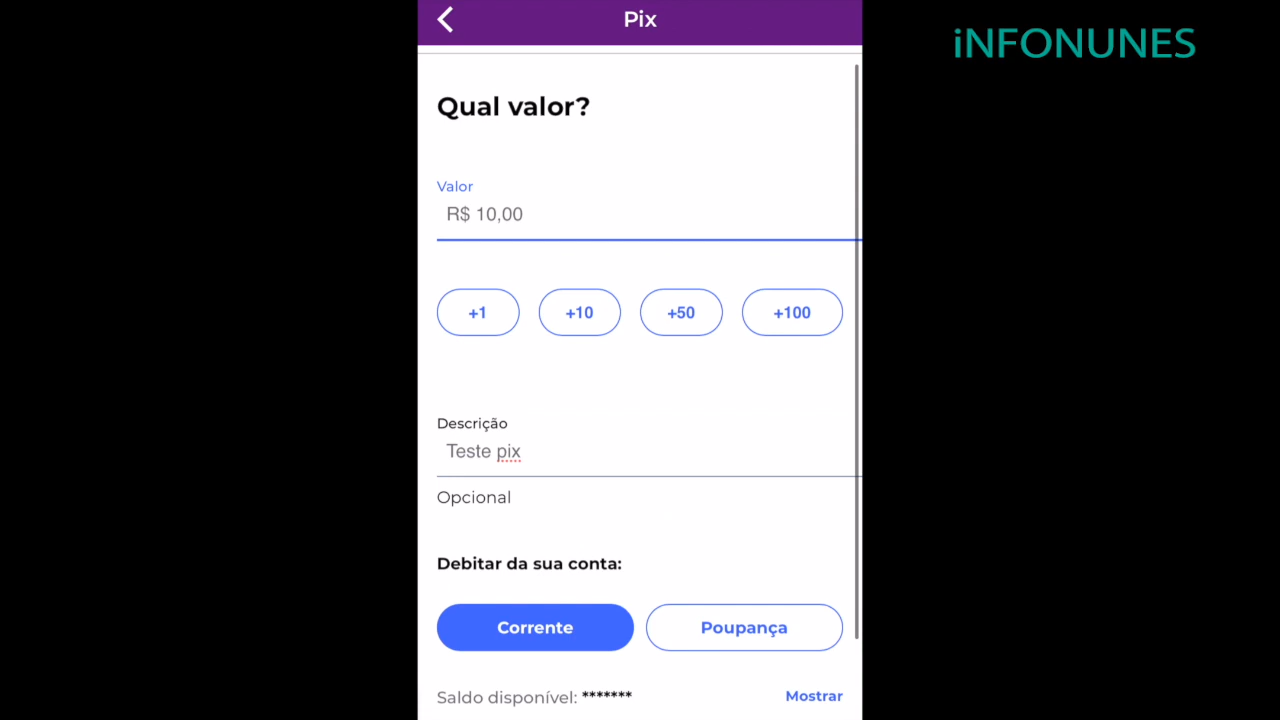 Pix
iNFONUNES
Qual valor?
Valor
R$ 10,00
+1 +10 +50 +100
Descrição
Teste pix
Opcional
Debitar da sua conta:
Corrente Poupança
Saldo disponível: ******* Mostrar